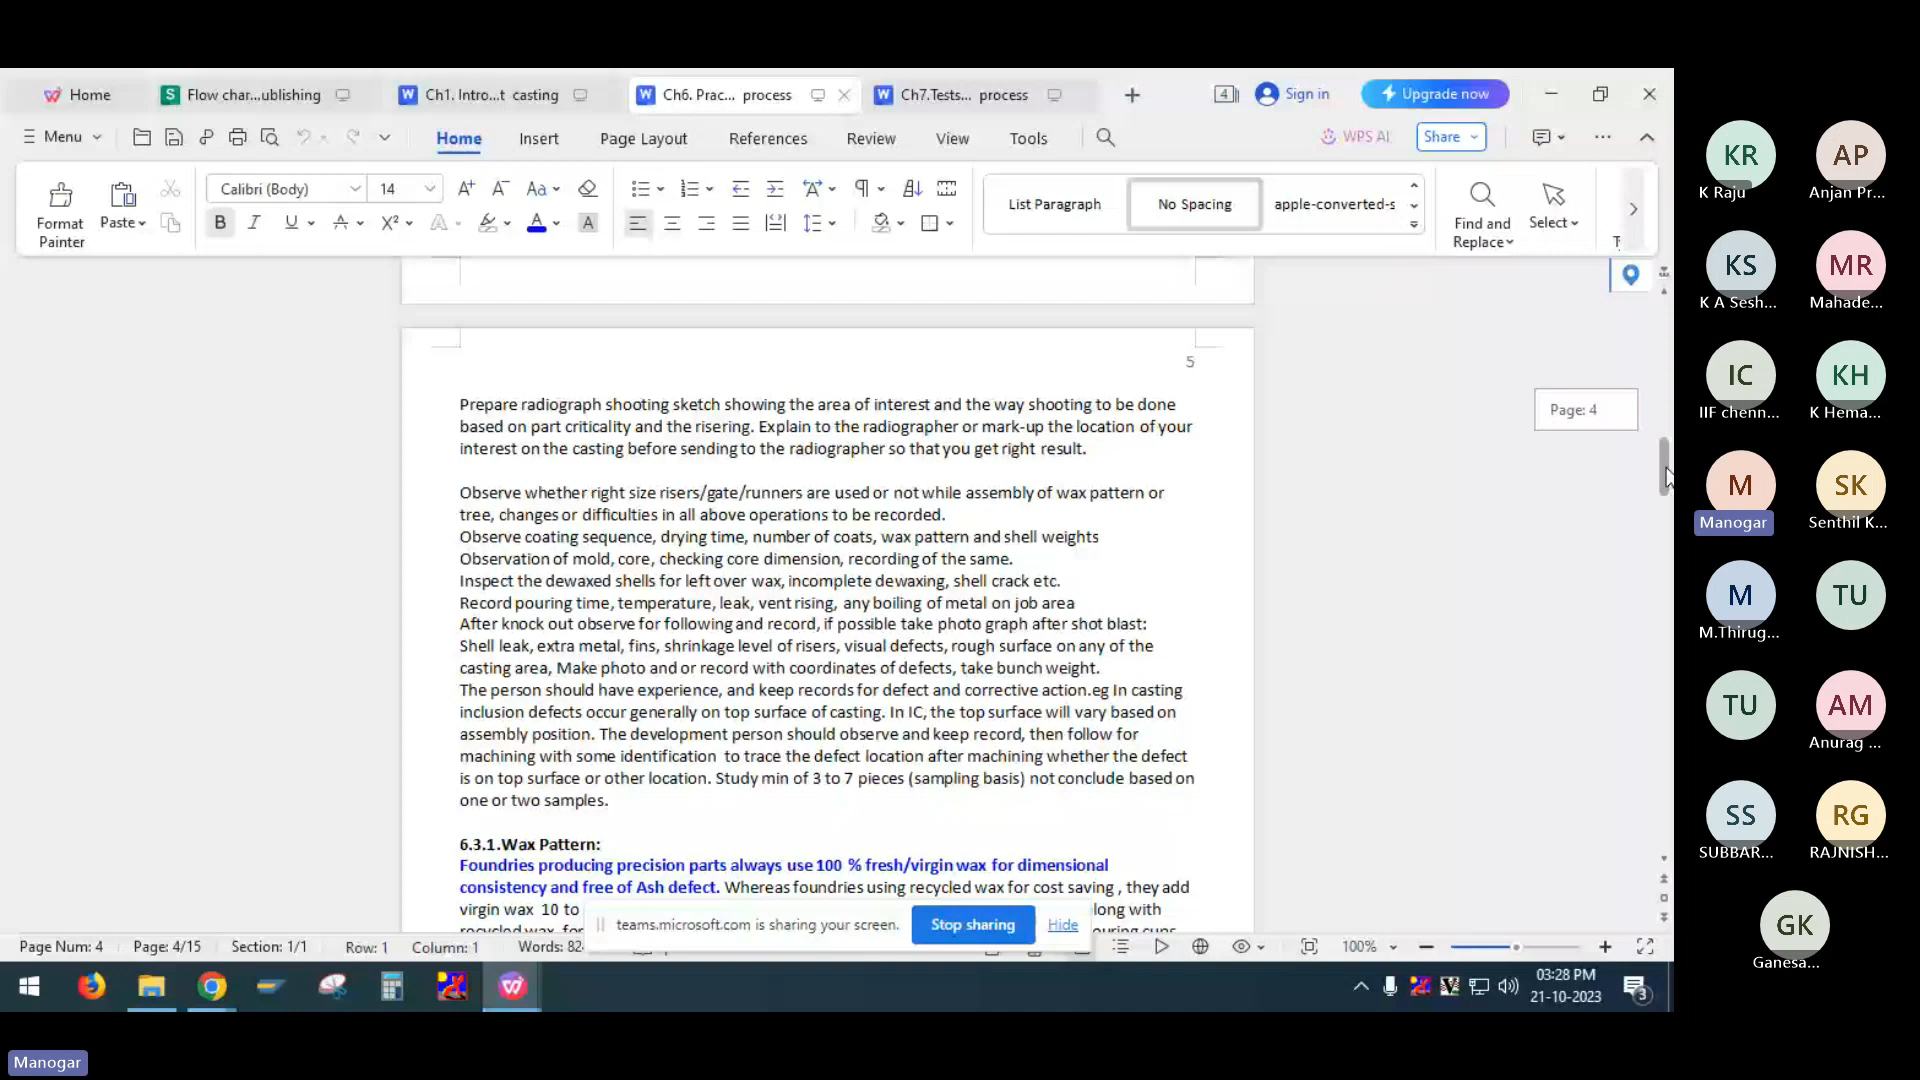 Home
Flow char...ublishing
Ch1. Intro...t casting
Ch6. Prac... process
Ch7.Tests... process
Sign in
Upgrade now
Menu
Home
Insert
Page Layout
References
Review
View
Tools
WPS AI
Share
Format
Painter
Paste
Calibri (Body)
14
List Paragraph
No Spacing
apple-converted-s
Find and
Replace
Select
5
Page: 4
Prepare radiograph shooting sketch showing the area of interest and the way shooting to be done
based on part criticality and the risering. Explain to the radiographer or mark-up the location of your
interest on the casting before sending to the radiographer so that you get right result.
Observe whether right size risers/gate/runners are used or not while assembly of wax pattern or
tree, changes or difficulties in all above operations to be recorded.
Observe coating sequence, drying time, number of coats, wax pattern and shell weights
Observation of mold, core, checking core dimension, recording of the same.
Inspect the dewaxed shells for left over wax, incomplete dewaxing, shell crack etc.
Record pouring time, temperature, leak, vent rising, any boiling of metal on job area
After knock out observe for following and record, if possible take photo graph after shot blast:
Shell leak, extra metal, fins, shrinkage level of risers, visual defects, rough surface on any of the
casting area, Make photo and or record with coordinates of defects, take bunch weight.
The person should have experience, and keep records for defect and corrective action.eg In casting
inclusion defects occur generally on top surface of casting. In IC, the top surface will vary based on
assembly position. The development person should observe and keep record, then follow for
machining with some identification to trace the defect location after machining whether the defect
is on top surface or other location. Study min of 3 to 7 pieces (sampling basis) not conclude based on
one or two samples.
6.3.1.Wax Pattern:
Foundries producing precision parts always use 100 % fresh/virgin wax for dimensional
consistency and free of Ash defect. Whereas foundries using recycled wax for cost saving , they add
virgin wax 10 to
long with
teams.microsoft.com is sharing your screen.
Stop sharing
Hide
Page Num: 4
Page: 4/15
Section: 1/1
Row: 1
Column: 1
Words: 82
100%
03:28 PM
21-10-2023
3
KR
K Raju
AP
Anjan Pr...
KS
K A Sesh...
MR
Mahade...
IC
IIF chenn...
KH
K Hema...
M
Manogar
SK
Senthil K...
M
M.Thirug...
TU
TU
AM
Anurag ...
SS
SUBBAR...
RG
RAJNISH...
GK
Ganesa...
Manogar